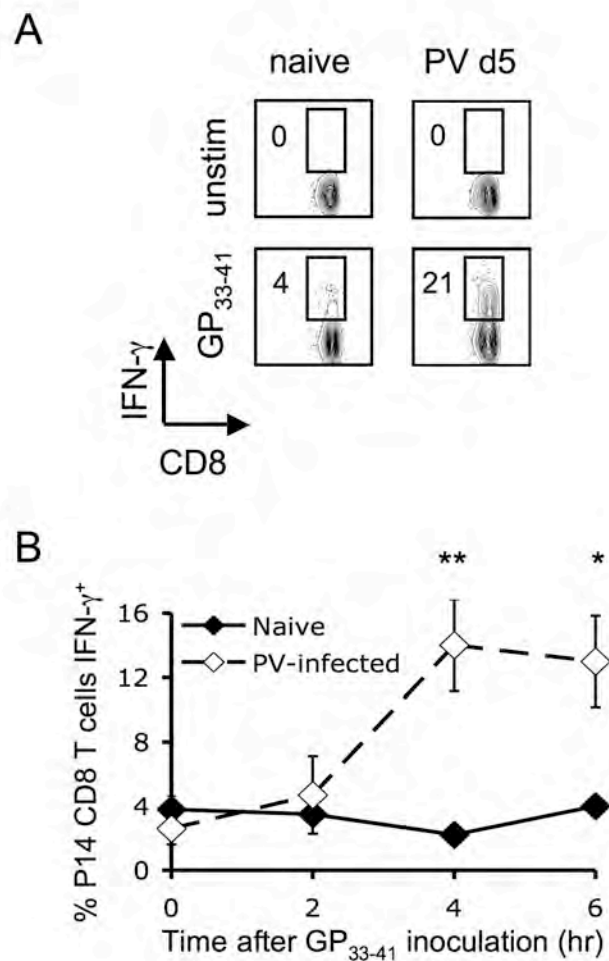 A
naive PV d5
unstim
0 0
GP33-41
4 21
IFN-γ
CD8
B
** *
% P14 CD8 T cells IFN-γ+
16
12
8
4
0
Naive
PV-infected
0 2 4 6
Time after GP33-41 inoculation (hr)